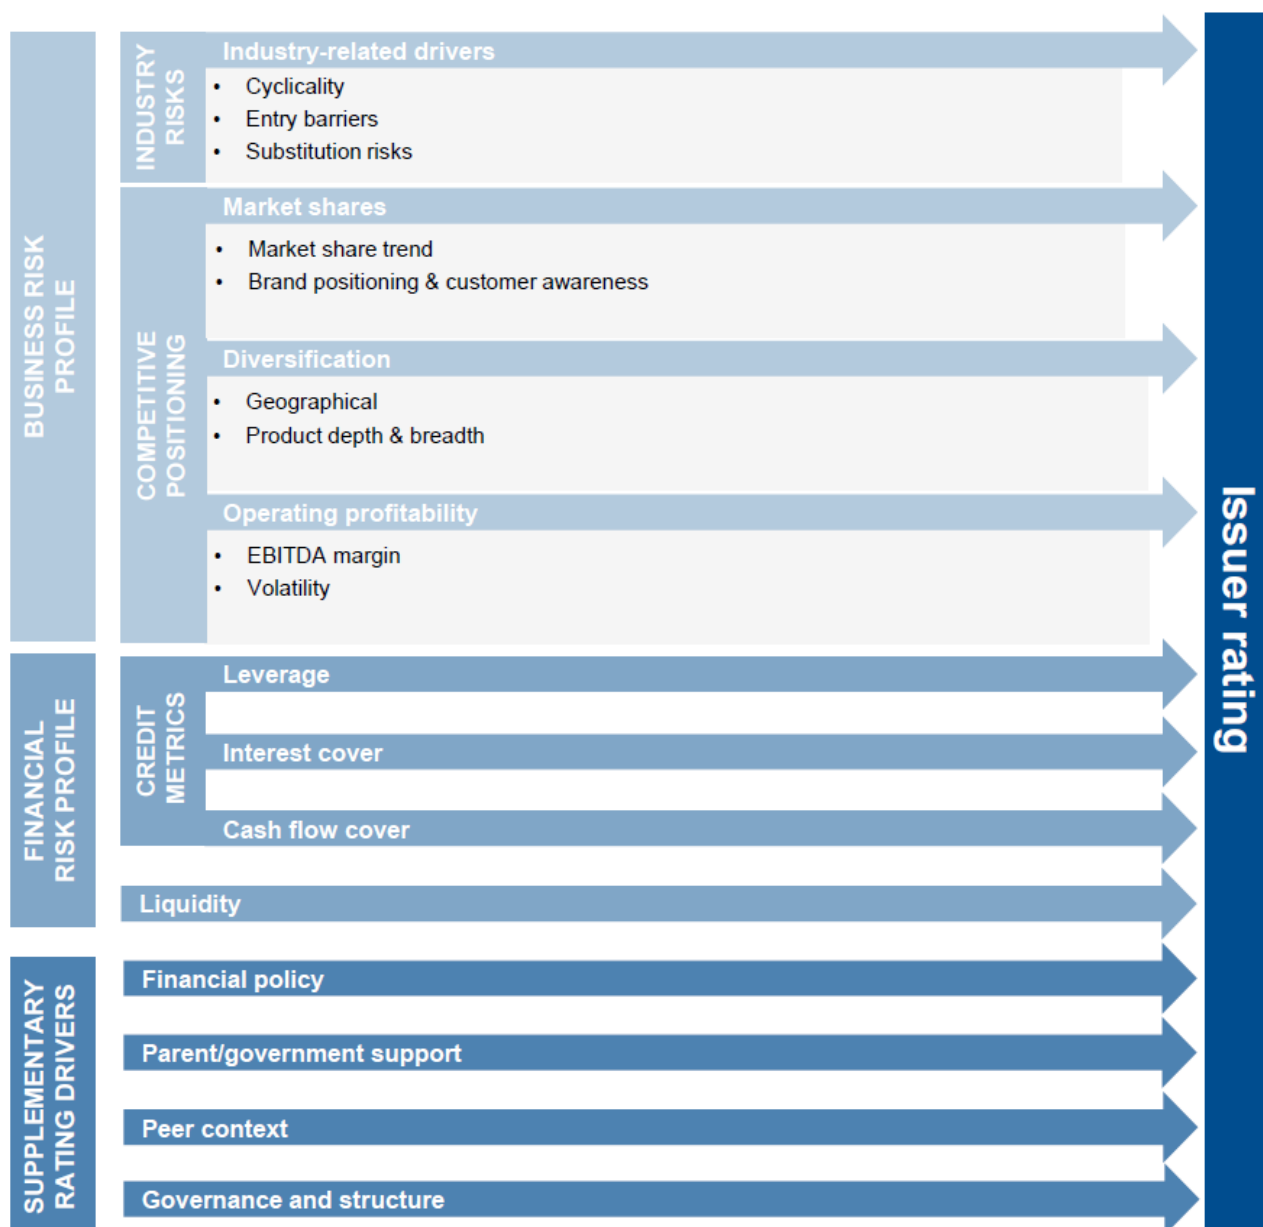 BUSINESS RISK
PROFILE
INDUSTRY
RISKS
Industry-related drivers
• Cyclicality
• Entry barriers
• Substitution risks
COMPETITIVE
POSITIONING
Market shares
• Market share trend
• Brand positioning & customer awareness
Diversification
• Geographical
• Product depth & breadth
Operating profitability
• EBITDA margin
• Volatility
FINANCIAL
RISK PROFILE
CREDIT
METRICS
Leverage
Interest cover
Cash flow cover
Liquidity
SUPPLEMENTARY
RATING DRIVERS
Financial policy
Parent/government support
Peer context
Governance and structure
Issuer rating